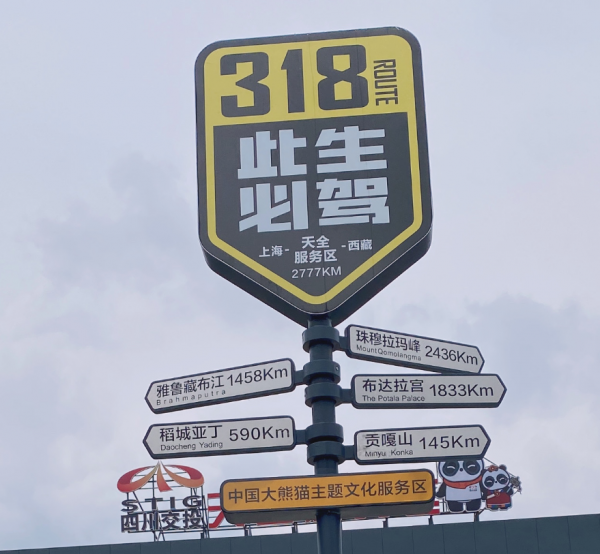 318 ROUTE
此生
必驾
上海- 天全服务区 -西藏
2777KM
珠穆拉玛峰 2436Km
MountQomolangma
雅鲁藏布江 1458Km
Brahmaputra
布达拉宫 1833Km
The Potala Palace
稻城亚丁 590Km
Daocheng Yading
贡嘎山 145Km
Minyu Konka
中国大熊猫主题文化服务区
STIG
四川交投